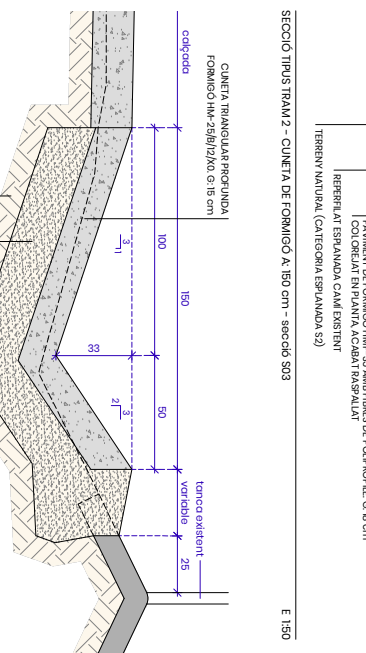 COLOREJAT EN PLANTA, ACABAT RASPALLAT
REPERFILAT ESPLANADA CAMÍ EXISTENT
TERRENY NATURAL (CATEGORIA ESPLANADA S2)
SECCIÓ TIPUS TRAM 2 - CUNETA DE FORMIGÓ A: 150 cm - secció S03
E 1:50
CUNETA TRIANGULAR PROFUNDA
FORMIGÓ HM-25/B/12/X0. G: 15 cm
tanca existent
calçada
150
variable
25
100
50
33
3
1
3
2